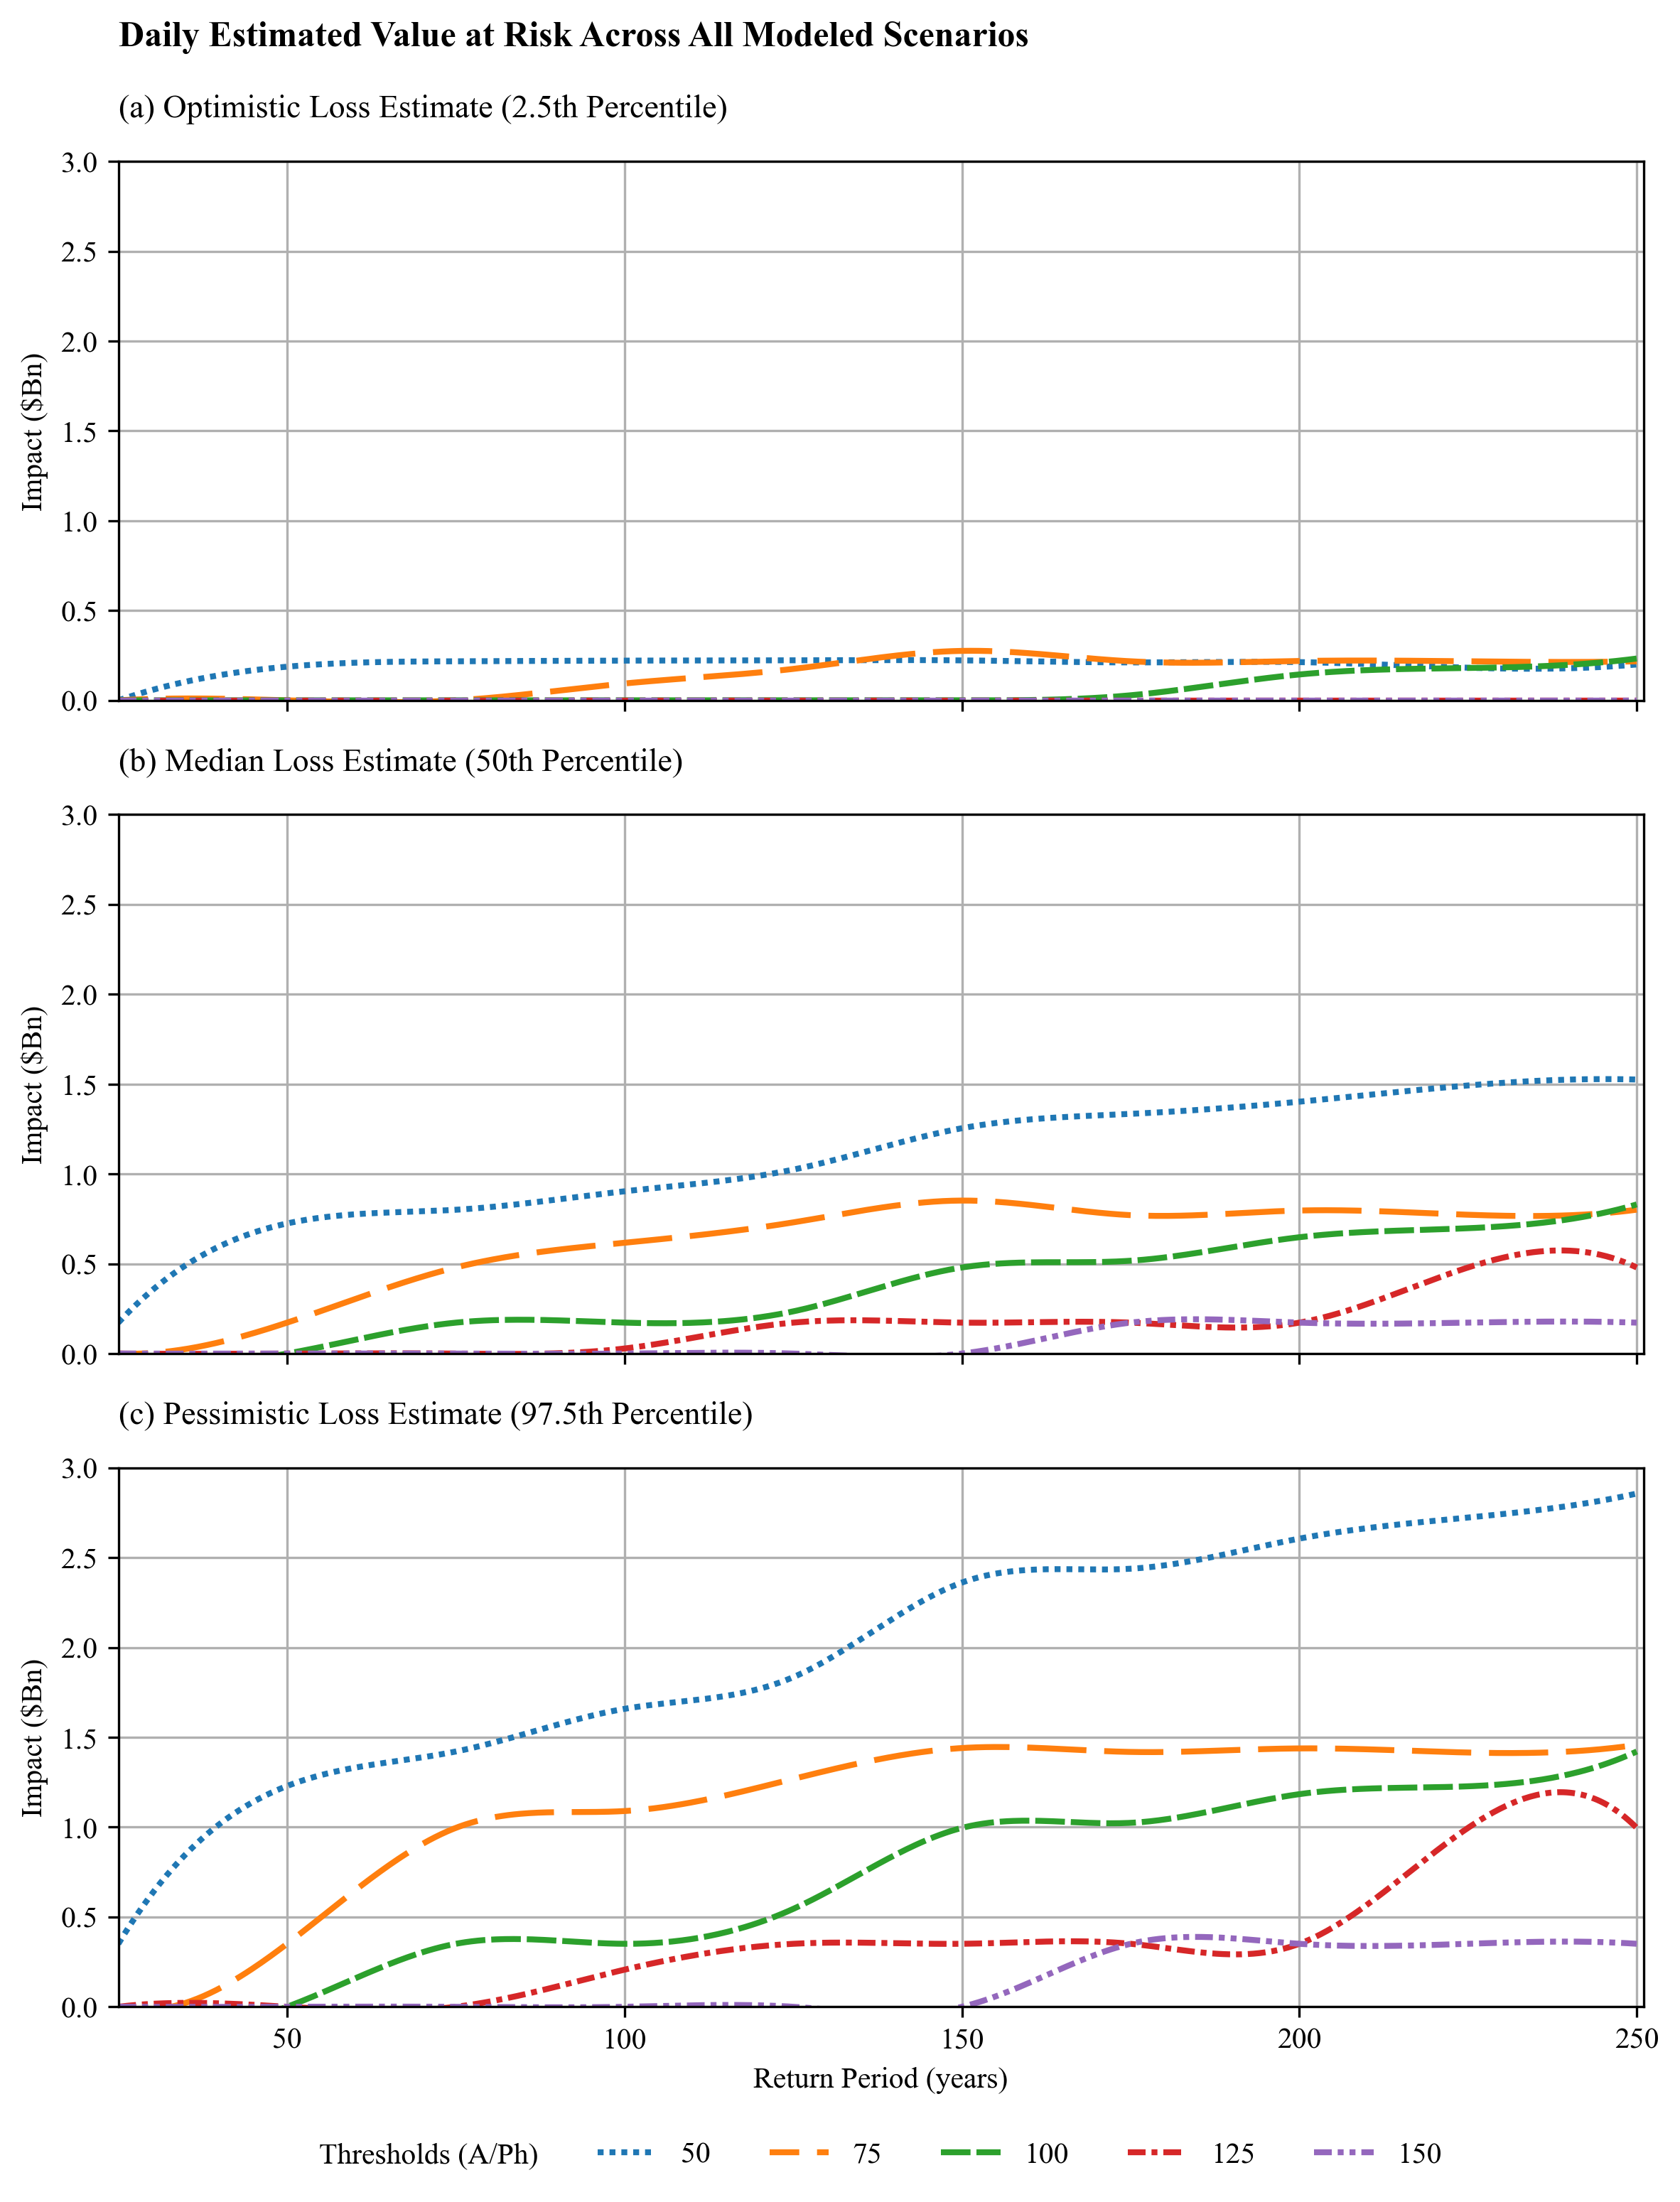 Daily Estimated Value at Risk Across All Modeled Scenarios
(a) Optimistic Loss Estimate (2.5th Percentile)
3.0
2.5
2.0
1.5
1.0
0.5
0.0
Impact ($Bn)
(b) Median Loss Estimate (50th Percentile)
3.0
2.5
2.0
1.5
1.0
0.5
0.0
Impact ($Bn)
(c) Pessimistic Loss Estimate (97.5th Percentile)
3.0
2.5
2.0
1.5
1.0
0.5
0.0
Impact ($Bn)
50 100 150 200 250
Return Period (years)
Thresholds (A/Ph) 50 75 100 125 150